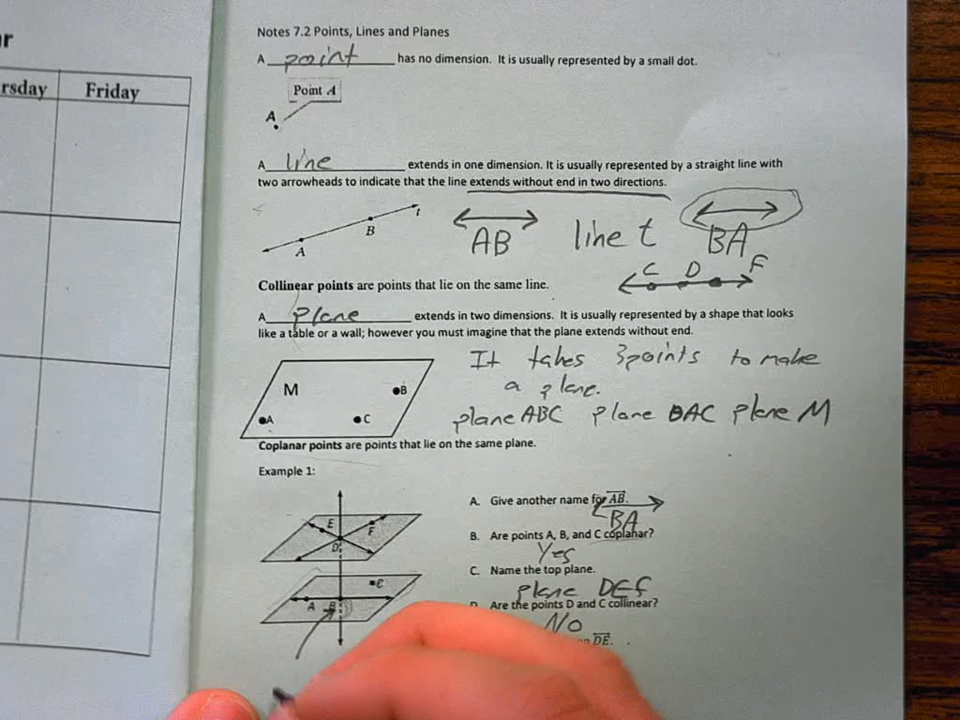 r
rsday Friday
Notes 7.2 Points, Lines and Planes
A point has no dimension. It is usually represented by a small dot.
Point A
A
A line extends in one dimension. It is usually represented by a straight line with
two arrowheads to indicate that the line extends without end in two directions.
A B t AB line t BA
C D F
Collinear points are points that lie on the same line.
A plane extends in two dimensions. It is usually represented by a shape that looks
like a table or a wall; however you must imagine that the plane extends without end.
M A B C
It takes 3points to make
a plane.
plane ABC plane BAC plane M
Coplanar points are points that lie on the same plane.
Example 1:
E F D
C A B
A. Give another name for AB.
BA
B. Are points A, B, and C coplanar?
Yes
C. Name the top plane.
plane DEF
D. Are the points D and C collinear?
No
DE.